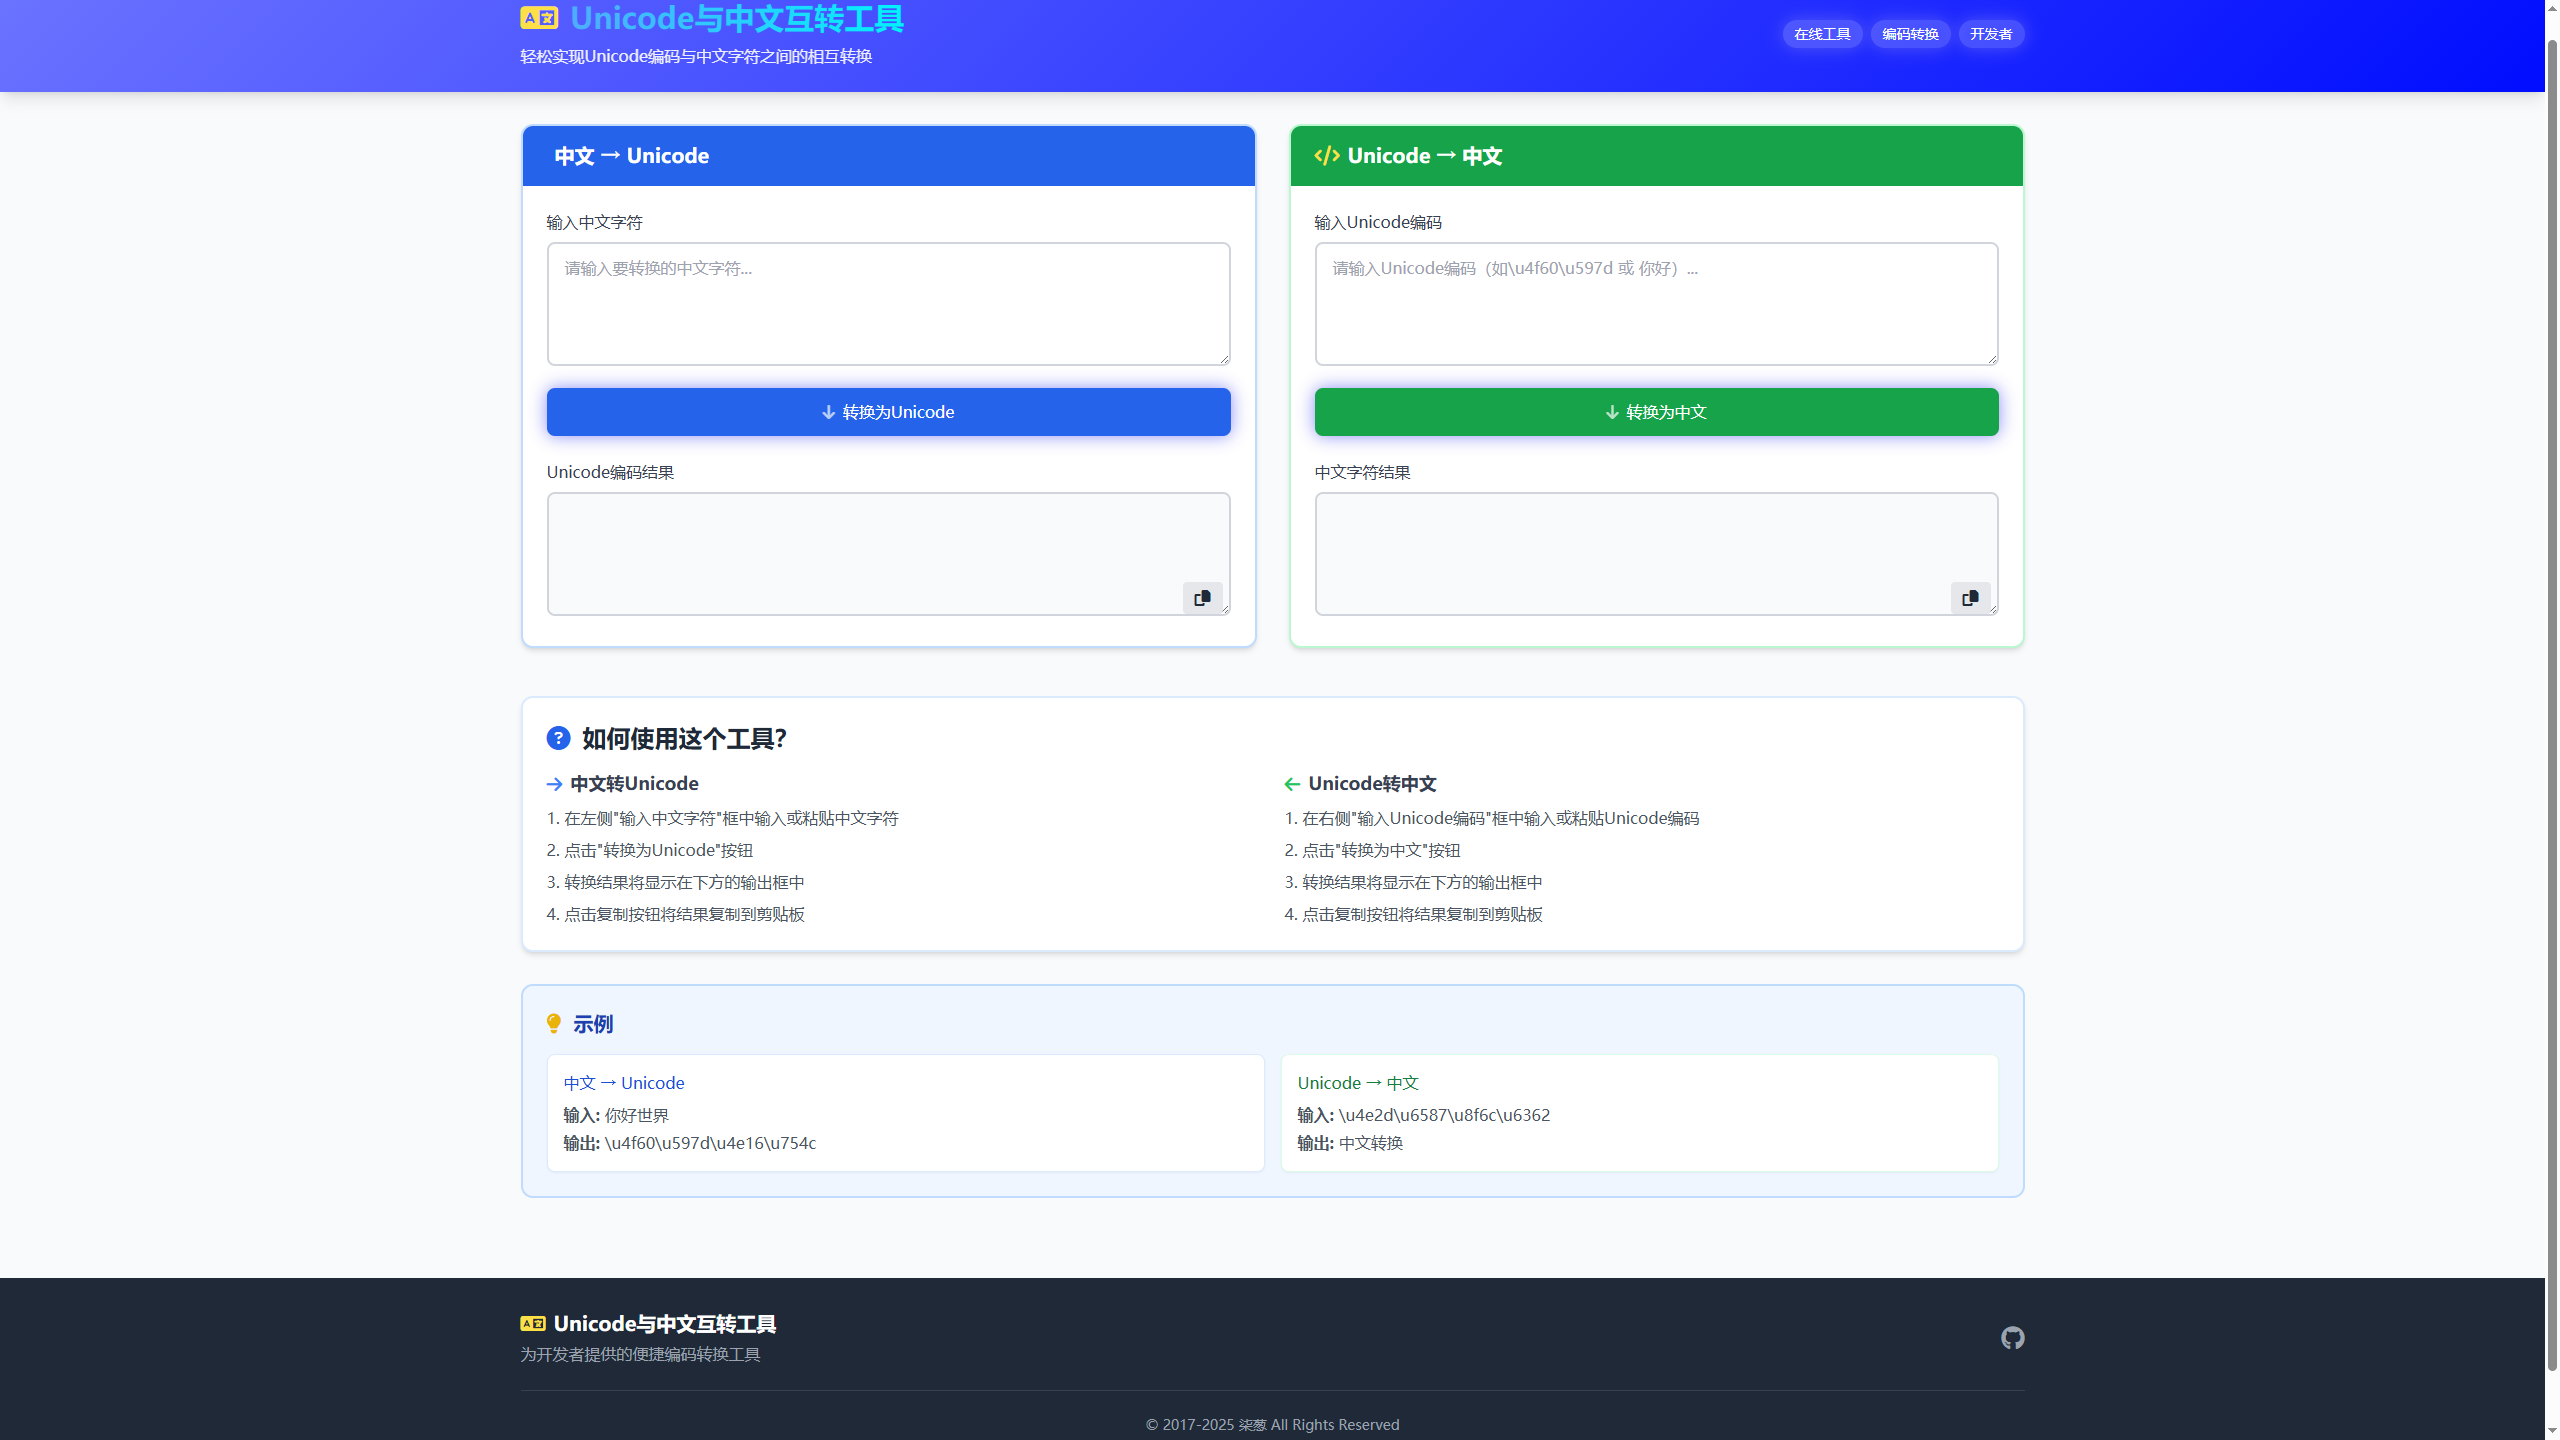 Unicode与中文互转工具
轻松实现Unicode编码与中文字符之间的相互转换
在线工具 编码转换 开发者
中文 → Unicode
输入中文字符
请输入要转换的中文字符...
转换为Unicode
Unicode编码结果
Unicode → 中文
输入Unicode编码
请输入Unicode编码（如\u4f60\u597d 或 你好）...
转换为中文
中文字符结果
如何使用这个工具？
中文转Unicode
1. 在左侧"输入中文字符"框中输入或粘贴中文字符
2. 点击"转换为Unicode"按钮
3. 转换结果将显示在下方的输出框中
4. 点击复制按钮将结果复制到剪贴板
Unicode转中文
1. 在右侧"输入Unicode编码"框中输入或粘贴Unicode编码
2. 点击"转换为中文"按钮
3. 转换结果将显示在下方的输出框中
4. 点击复制按钮将结果复制到剪贴板
示例
中文 → Unicode
输入: 你好世界
输出: \u4f60\u597d\u4e16\u754c
Unicode → 中文
输入: \u4e2d\u6587\u8f6c\u6362
输出: 中文转换
Unicode与中文互转工具
为开发者提供的便捷编码转换工具
© 2017-2025 柒葱 All Rights Reserved